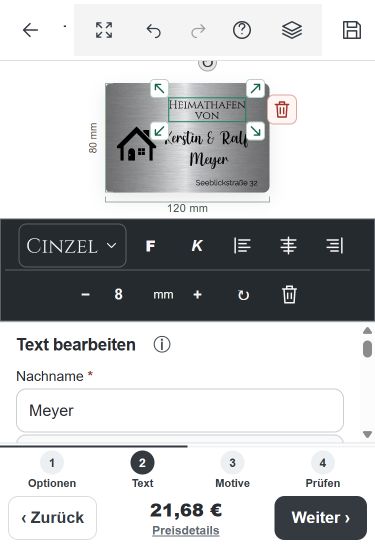 HEIMATHAFEN
VON
Kerstin & Ralf
Meyer
Seeblickstraße 32
80 mm
120 mm
CINZEL
F K
− 8 mm +
Text bearbeiten
Nachname *
Meyer
1 2 3 4
Optionen Text Motive Prüfen
‹ Zurück 21,68 € Weiter ›
Preisdetails